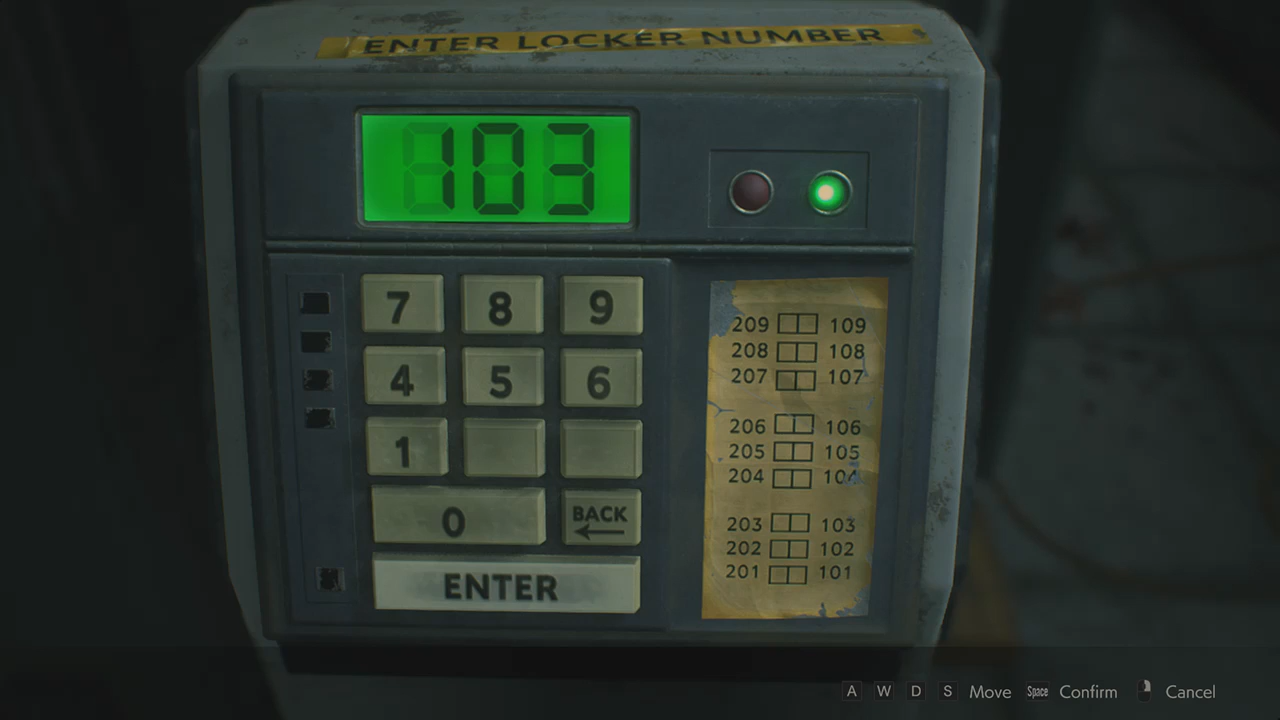 ENTER LOCKER NUMBER
103
7 8 9
4 5 6
1
0 BACK
ENTER
209 109
208 108
207 107
206 106
205 105
204 104
203 103
202 102
201 101
A W D S Move Space Confirm Cancel